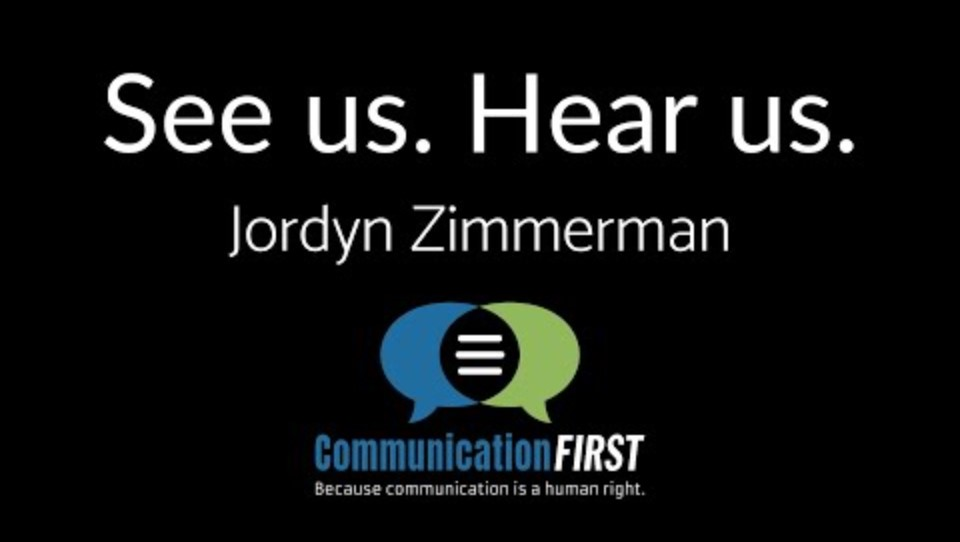 See us. Hear us.
Jordyn Zimmerman
CommunicationFIRST
Because communication is a human right.